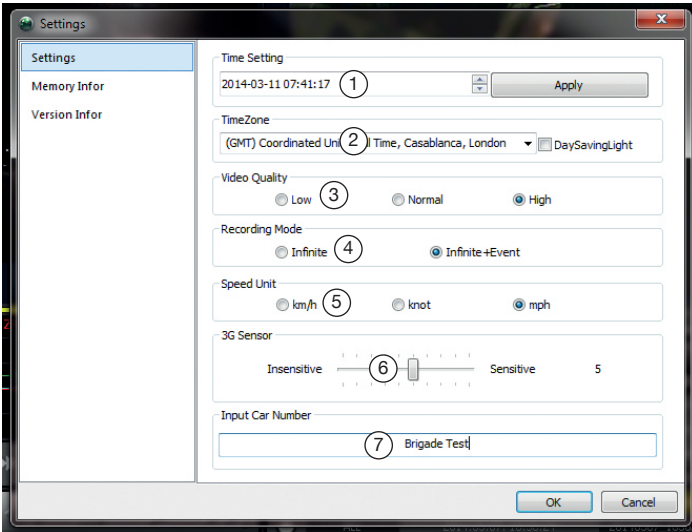 Settings
Settings
Memory Infor
Version Infor
Time Setting
2014-03-11 07:41:17 1 Apply
TimeZone
(GMT) Coordinated Uni 2 l Time, Casablanca, London DaySavingLight
Video Quality
Low 3 Normal High
Recording Mode
Infinite 4 Infinite+Event
Speed Unit
km/h 5 knot mph
3G Sensor
Insensitive 6 Sensitive 5
Input Car Number
7 Brigade Test
OK Cancel